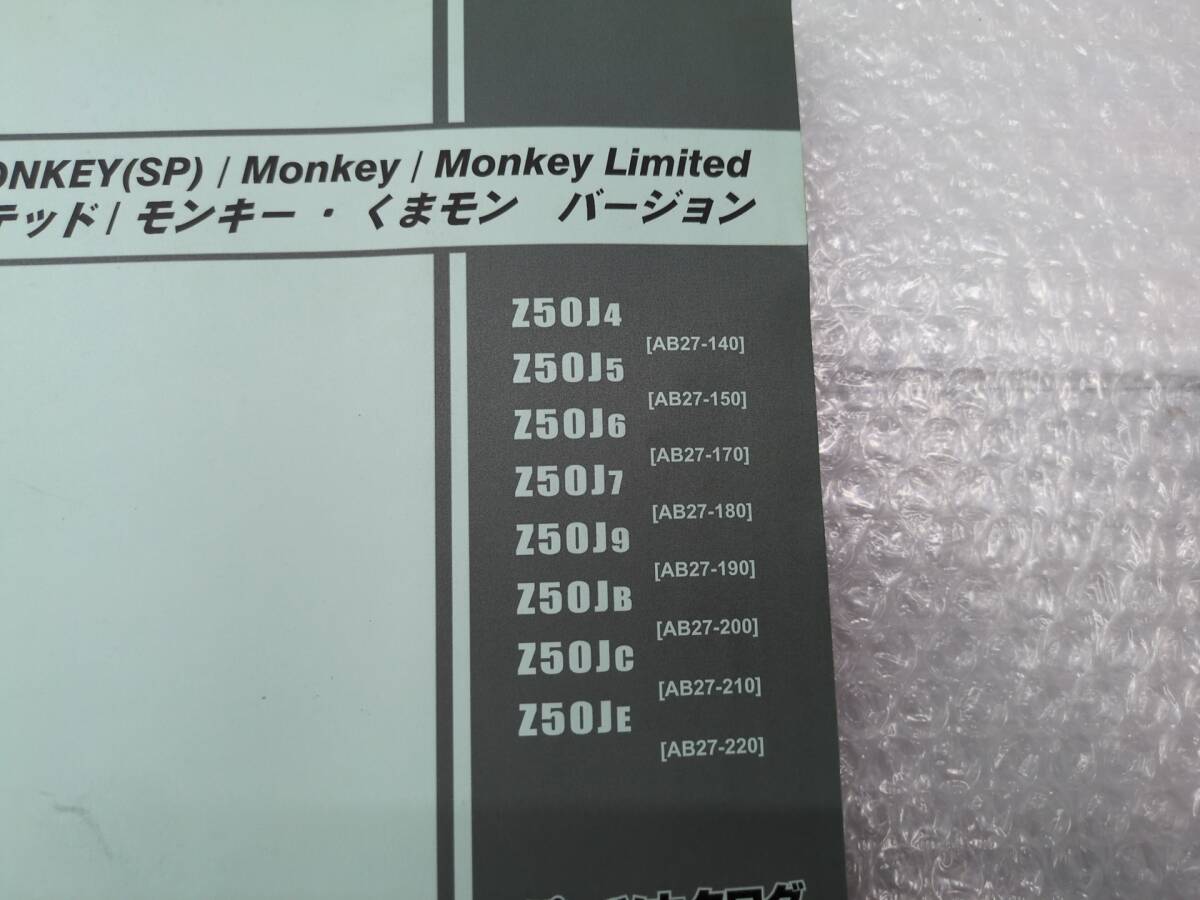 ONKEY(SP) / Monkey / Monkey Limited
テッド / モンキー ・ くまモン バージョン
Z50J4
[AB27-140]
Z50J5
[AB27-150]
Z50J6
[AB27-170]
Z50J7
[AB27-180]
Z50J9
[AB27-190]
Z50JB
[AB27-200]
Z50JC
[AB27-210]
Z50JE
[AB27-220]